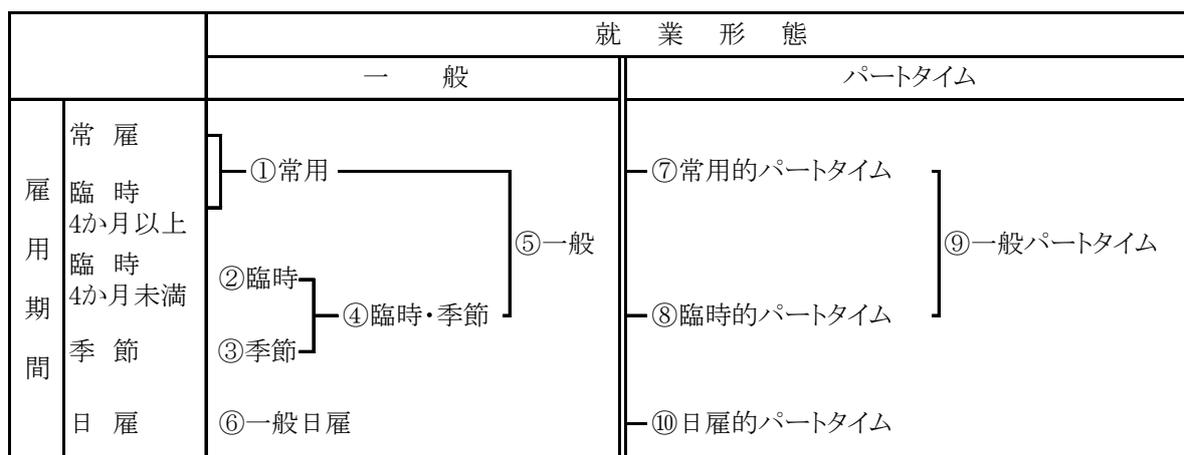 就業形態
一般
パートタイム
雇用期間
常雇
①常用
⑦常用的パートタイム
臨時
4か月以上
⑤一般
⑨一般パートタイム
臨時
4か月未満
②臨時
④臨時・季節
⑧臨時的パートタイム
季節
③季節
日雇
⑥一般日雇
⑩日雇的パートタイム